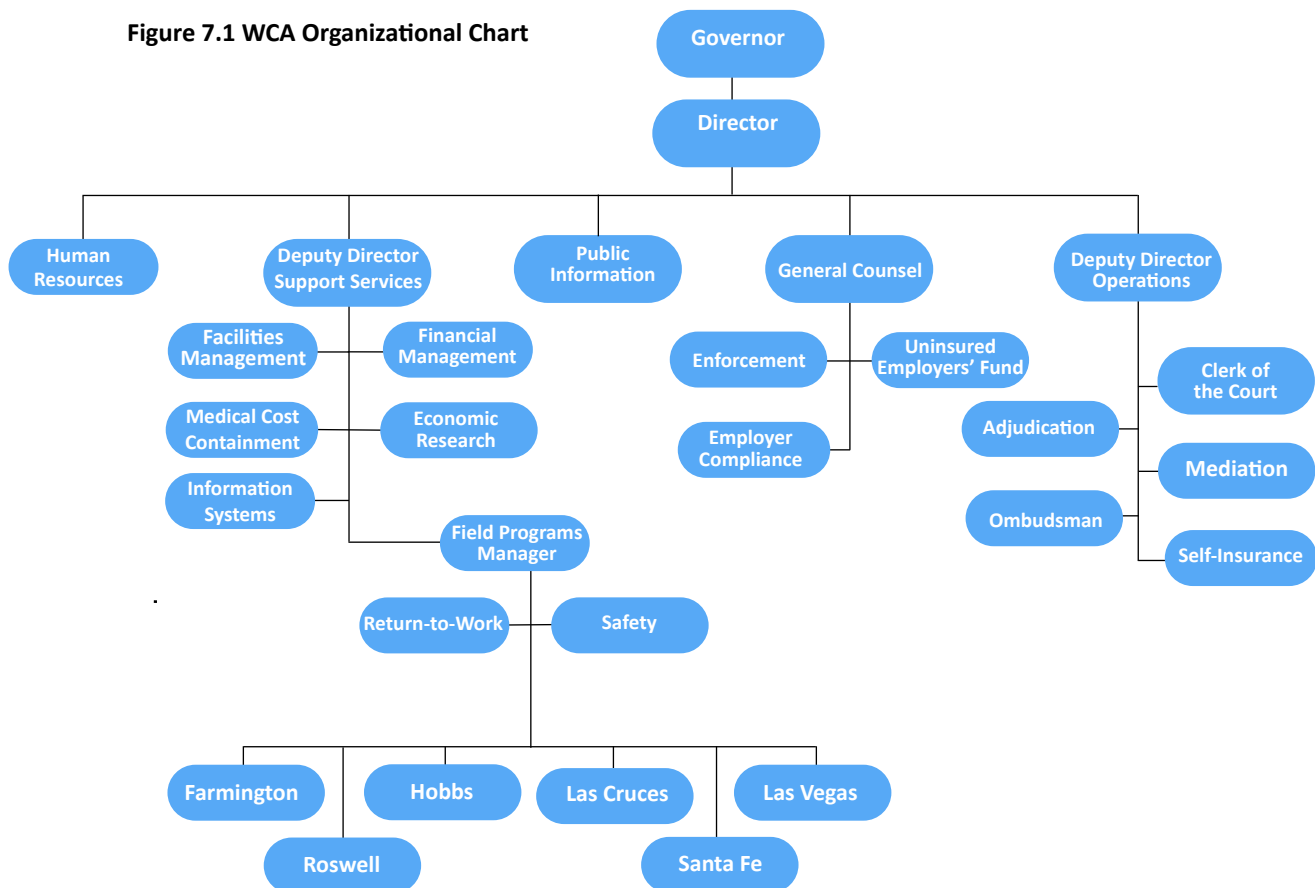 Figure 7.1 WCA Organizational Chart
Governor
Director
Human
Resources
Deputy Director
Support Services
Public
Information
General Counsel
Deputy Director
Operations
Facilities
Management
Financial
Management
Medical Cost
Containment
Economic
Research
Information
Systems
Field Programs
Manager
Enforcement
Uninsured
Employers’ Fund
Employer
Compliance
Clerk of
the Court
Adjudication
Mediation
Ombudsman
Self-Insurance
Return-to-Work
Safety
Farmington
Hobbs
Las Cruces
Las Vegas
Roswell
Santa Fe